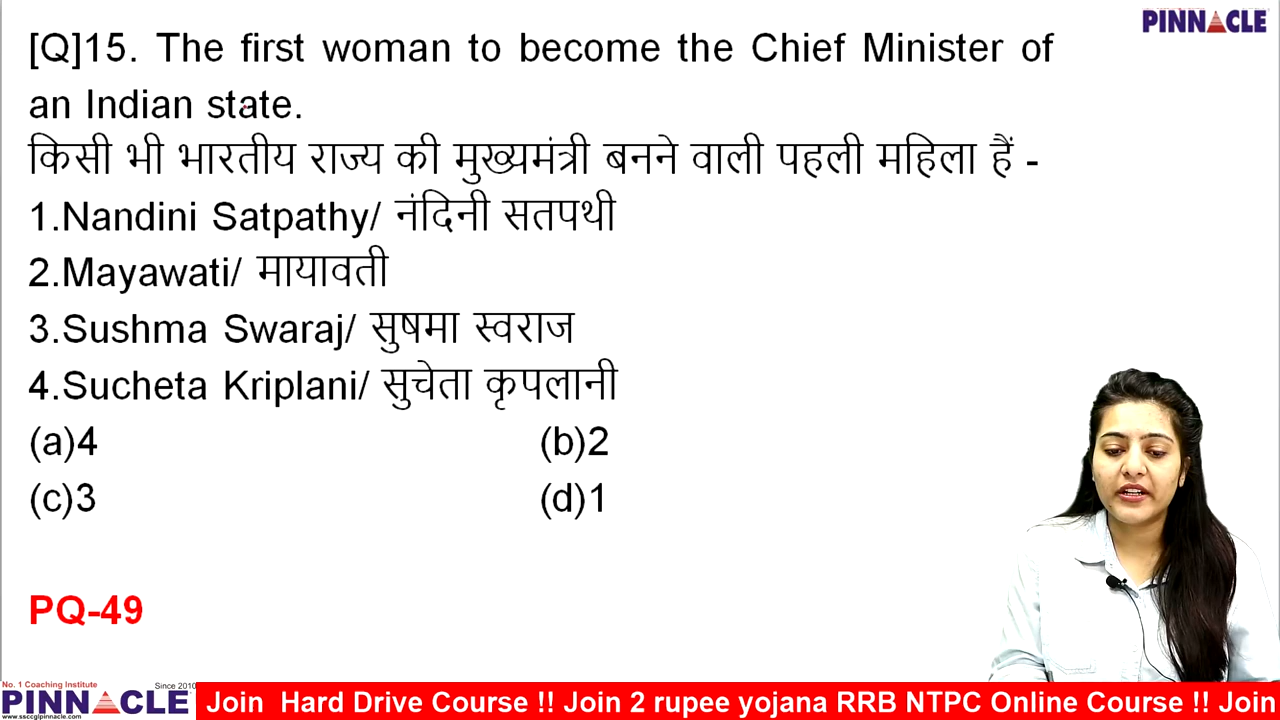 PINNACLE
[Q]15. The first woman to become the Chief Minister of
an Indian state.
किसी भी भारतीय राज्य की मुख्यमंत्री बनने वाली पहली महिला हैं -
1.Nandini Satpathy/ नंदिनी सतपथी
2.Mayawati/ मायावती
3.Sushma Swaraj/ सुषमा स्वराज
4.Sucheta Kriplani/ सुचेता कृपलानी
(a)4 (b)2
(c)3 (d)1
PQ-49
No. 1 Coaching Institute Since 2010
PINNACLE
www.ssccglpinnacle.com
Join Hard Drive Course !! Join 2 rupee yojana RRB NTPC Online Course !! Join